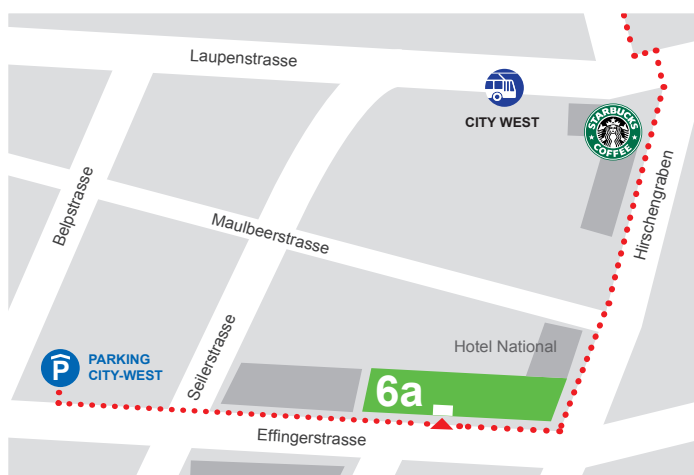 Laupenstrasse
CITY WEST
STARBUCKS
COFFEE
Hirschengraben
Belpstrasse
Maulbeerstrasse
Seilerstrasse
Hotel National
P
PARKING
CITY-WEST
6a
Effingerstrasse